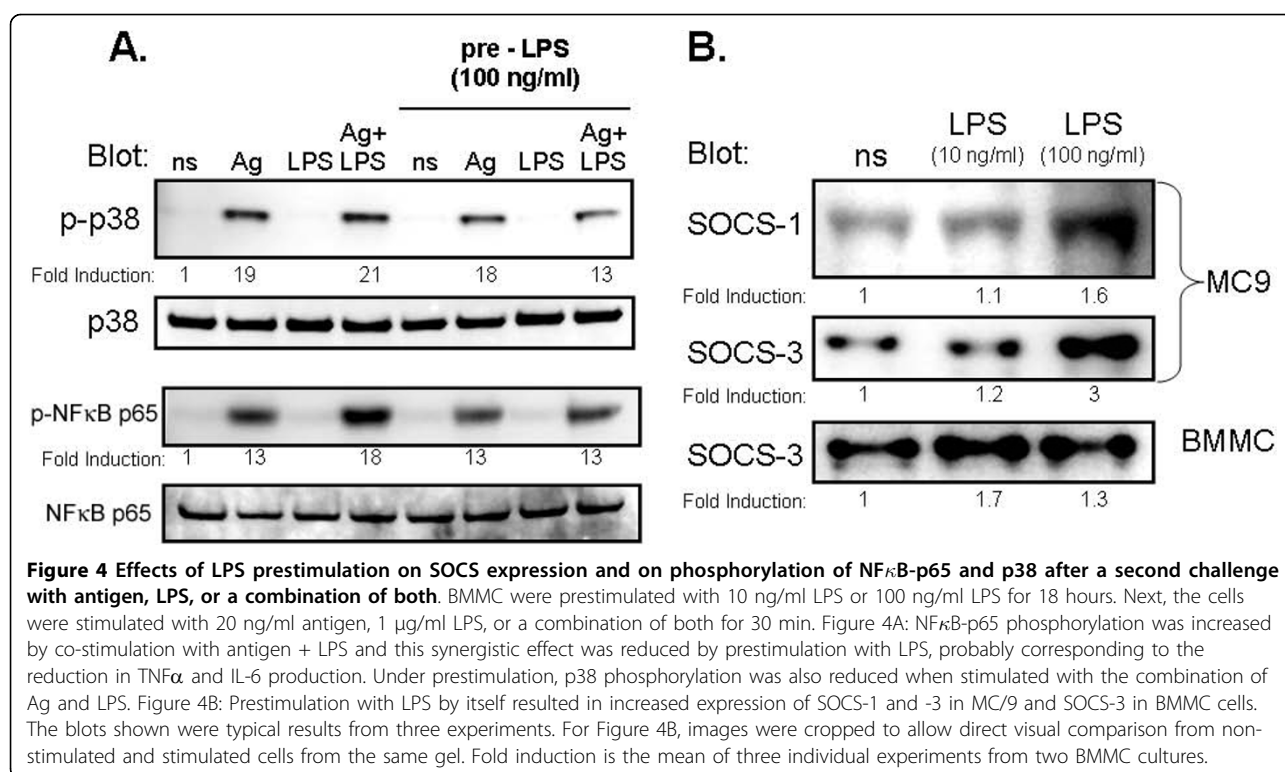 A.
pre - LPS
(100 ng/ml)
Blot: ns Ag LPS Ag+ LPS ns Ag LPS Ag+ LPS
p-p38
Fold Induction: 1 19 21 18 13
p38
p-NFκB p65
Fold Induction: 1 13 18 13 13
NFκB p65
B.
Blot: ns LPS (10 ng/ml) LPS (100 ng/ml)
SOCS-1
Fold Induction: 1 1.1 1.6
MC9
SOCS-3
Fold Induction: 1 1.2 3
SOCS-3
BMMC
Fold Induction: 1 1.7 1.3
Figure 4 Effects of LPS prestimulation on SOCS expression and on phosphorylation of NFκB-p65 and p38 after a second challenge
with antigen, LPS, or a combination of both. BMMC were prestimulated with 10 ng/ml LPS or 100 ng/ml LPS for 18 hours. Next, the cells
were stimulated with 20 ng/ml antigen, 1 μg/ml LPS, or a combination of both for 30 min. Figure 4A: NFκB-p65 phosphorylation was increased
by co-stimulation with antigen + LPS and this synergistic effect was reduced by prestimulation with LPS, probably corresponding to the
reduction in TNFα and IL-6 production. Under prestimulation, p38 phosphorylation was also reduced when stimulated with the combination of
Ag and LPS. Figure 4B: Prestimulation with LPS by itself resulted in increased expression of SOCS-1 and -3 in MC/9 and SOCS-3 in BMMC cells.
The blots shown were typical results from three experiments. For Figure 4B, images were cropped to allow direct visual comparison from non-
stimulated and stimulated cells from the same gel. Fold induction is the mean of three individual experiments from two BMMC cultures.